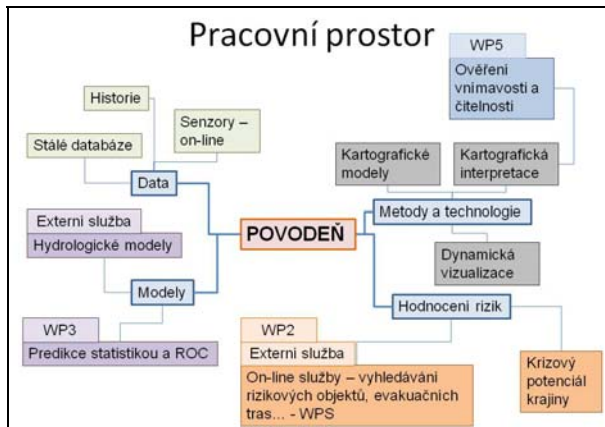 Pracovní prostor
WP5
Ověření
vnímavosti a
čitelnosti
Historie
Senzory –
on-line
Stálé databáze
Data
Kartografické
modely
Kartografická
interpretace
Metody a technologie
Externí služba
Hydrologické modely
POVODEŇ
Dynamická
vizualizace
Modely
Hodnocení rizik
WP3
Predikce statistikou a ROC
WP2
Externí služba
On-line služby – vyhledávání
rizikových objektů, evakuačních
tras... - WPS
Krizový
potenciál
krajiny